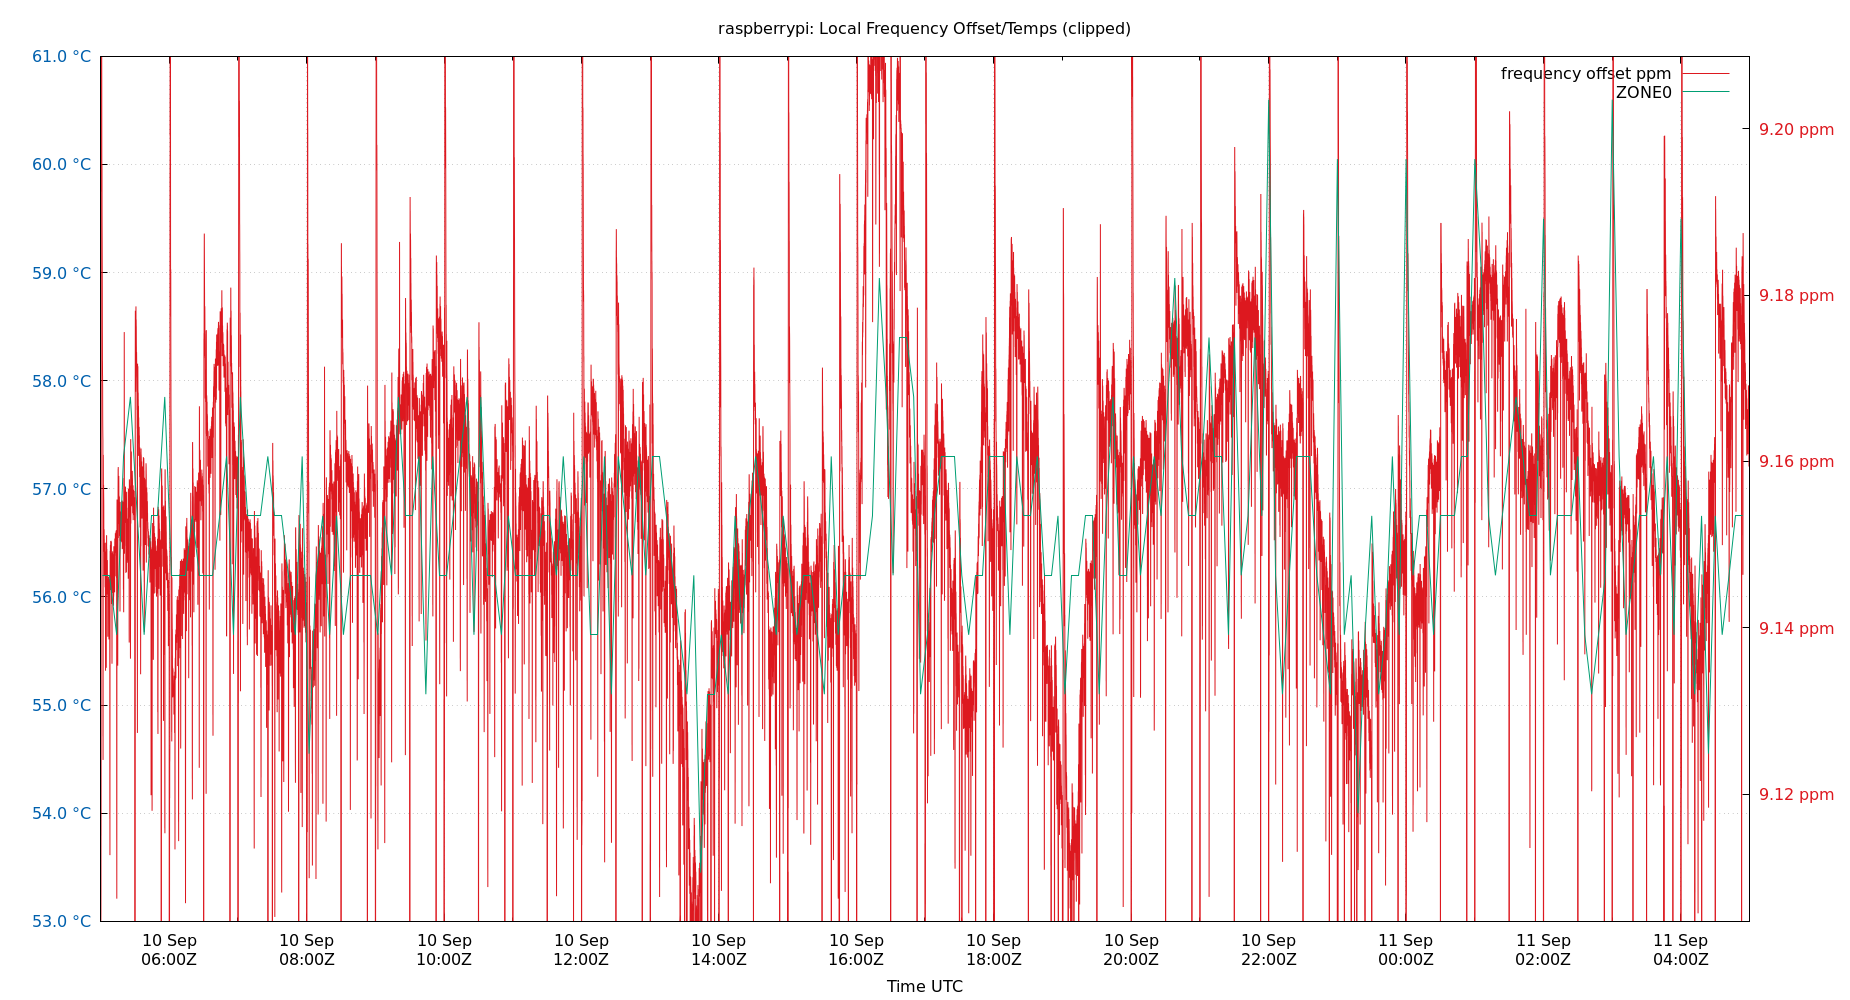 raspberrypi: Local Frequency Offset/Temps (clipped)
61.0 °C
60.0 °C
59.0 °C
58.0 °C
57.0 °C
56.0 °C
55.0 °C
54.0 °C
53.0 °C
frequency offset ppm
ZONE0
9.20 ppm
9.18 ppm
9.16 ppm
9.14 ppm
9.12 ppm
10 Sep
06:00Z
10 Sep
08:00Z
10 Sep
10:00Z
10 Sep
12:00Z
10 Sep
14:00Z
10 Sep
16:00Z
10 Sep
18:00Z
10 Sep
20:00Z
10 Sep
22:00Z
11 Sep
00:00Z
11 Sep
02:00Z
11 Sep
04:00Z
Time UTC